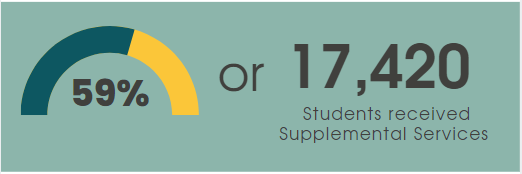 59% or 17,420
Students received
Supplemental Services